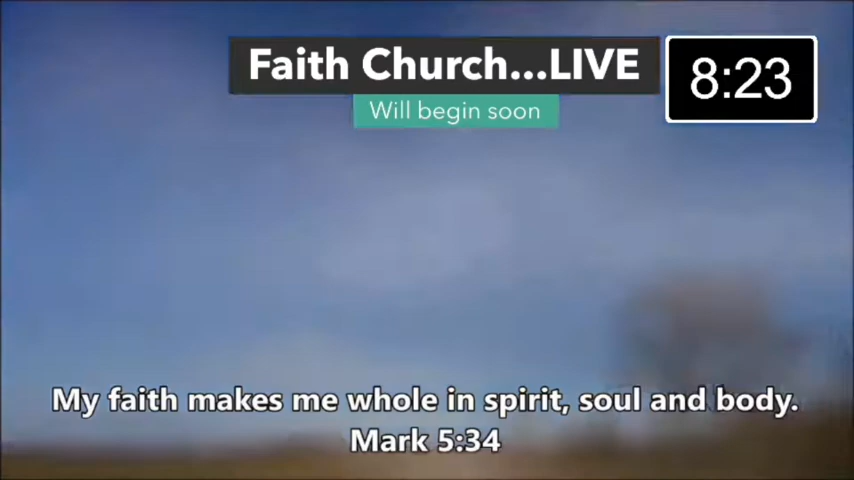 Faith Church...LIVE
8:23
Will begin soon
My faith makes me whole in spirit, soul and body.
Mark 5:34